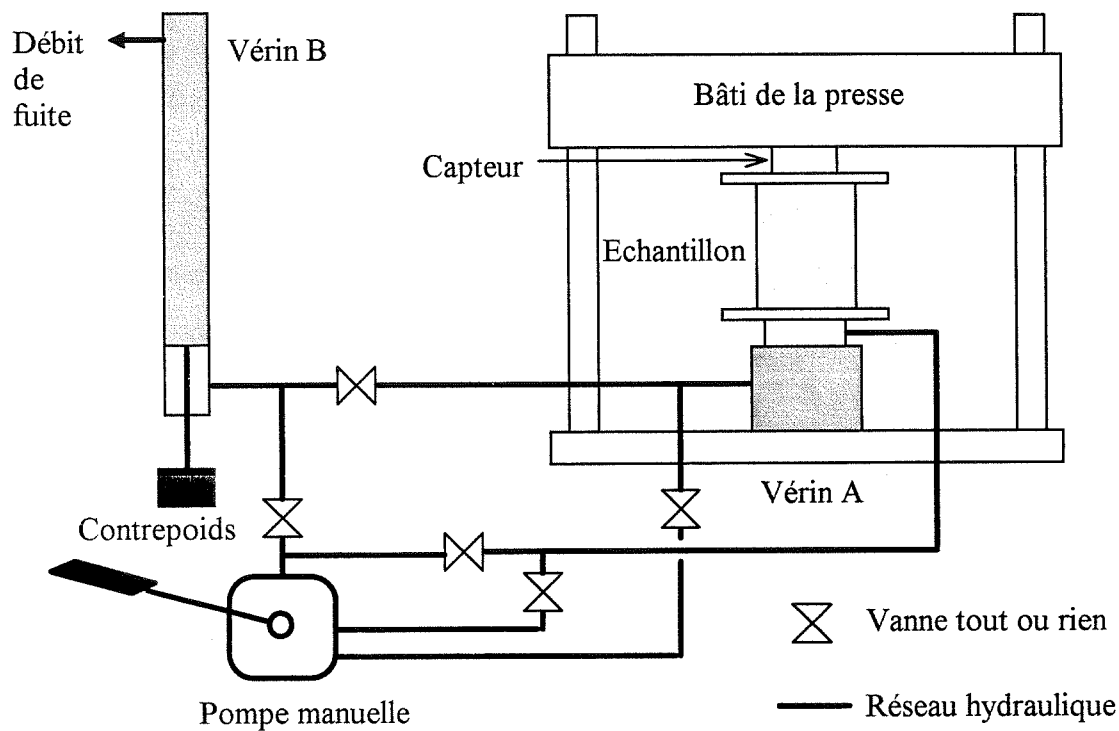 Débit
de
fuite
Vérin B
Bâti de la presse
Capteur
Echantillon
Vérin A
Contrepoids
Vanne tout ou rien
Pompe manuelle
Réseau hydraulique